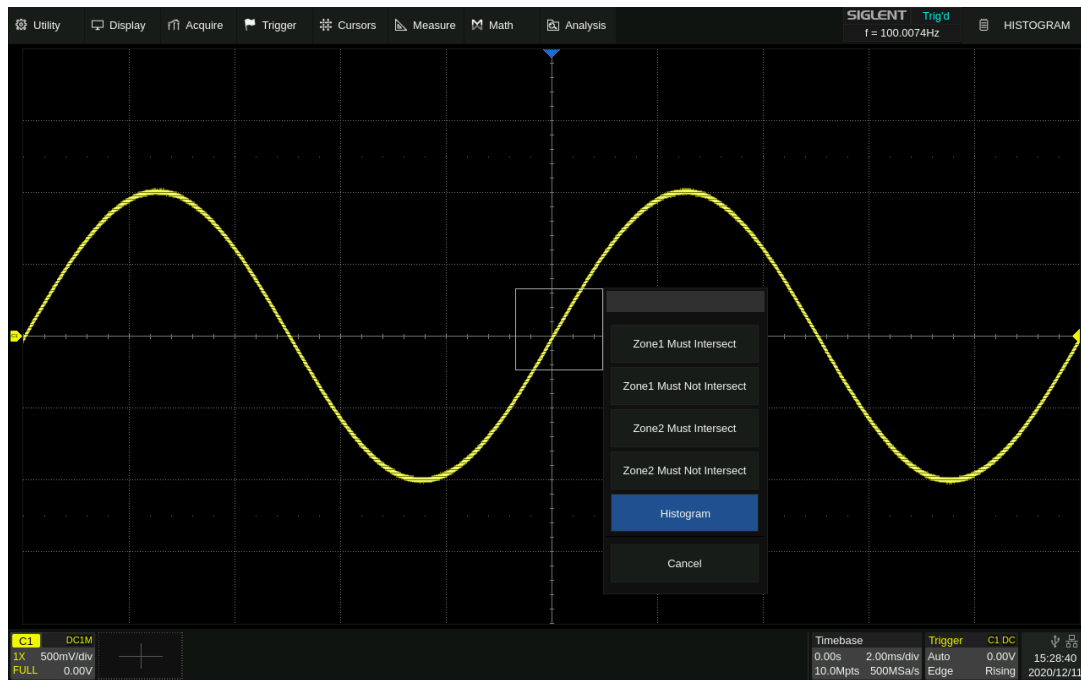 Utility Display Acquire Trigger Cursors Measure Math Analysis SIGLENT Trig'd HISTOGRAM
f = 100.0074Hz
Zone1 Must Intersect
Zone1 Must Not Intersect
Zone2 Must Intersect
Zone2 Must Not Intersect
Histogram
Cancel
C1 DC1M Timebase Trigger C1 DC
1X 500mV/div 0.00s 2.00ms/div Auto 0.00V 15:28:40
FULL 0.00V 10.0Mpts 500MSa/s Edge Rising 2020/12/11